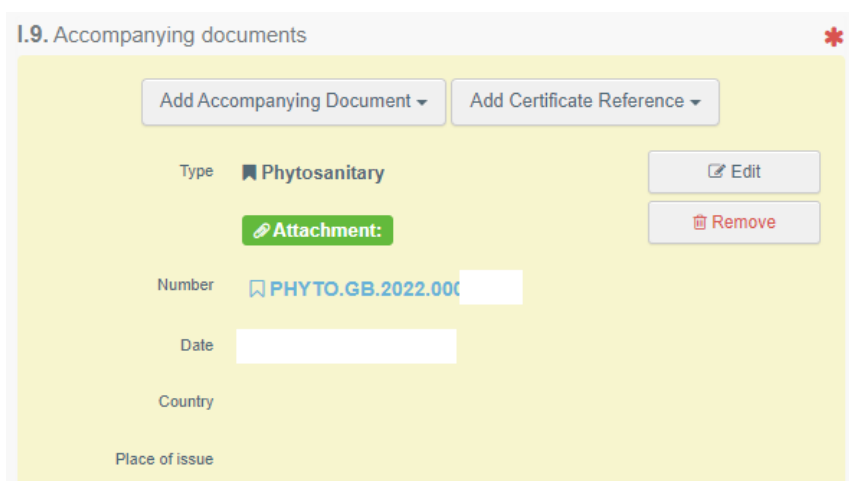 I.9. Accompanying documents *
Add Accompanying Document Add Certificate Reference
Type Phytosanitary Edit
Attachment: Remove
Number PHYTO.GB.2022.000
Date
Country
Place of issue